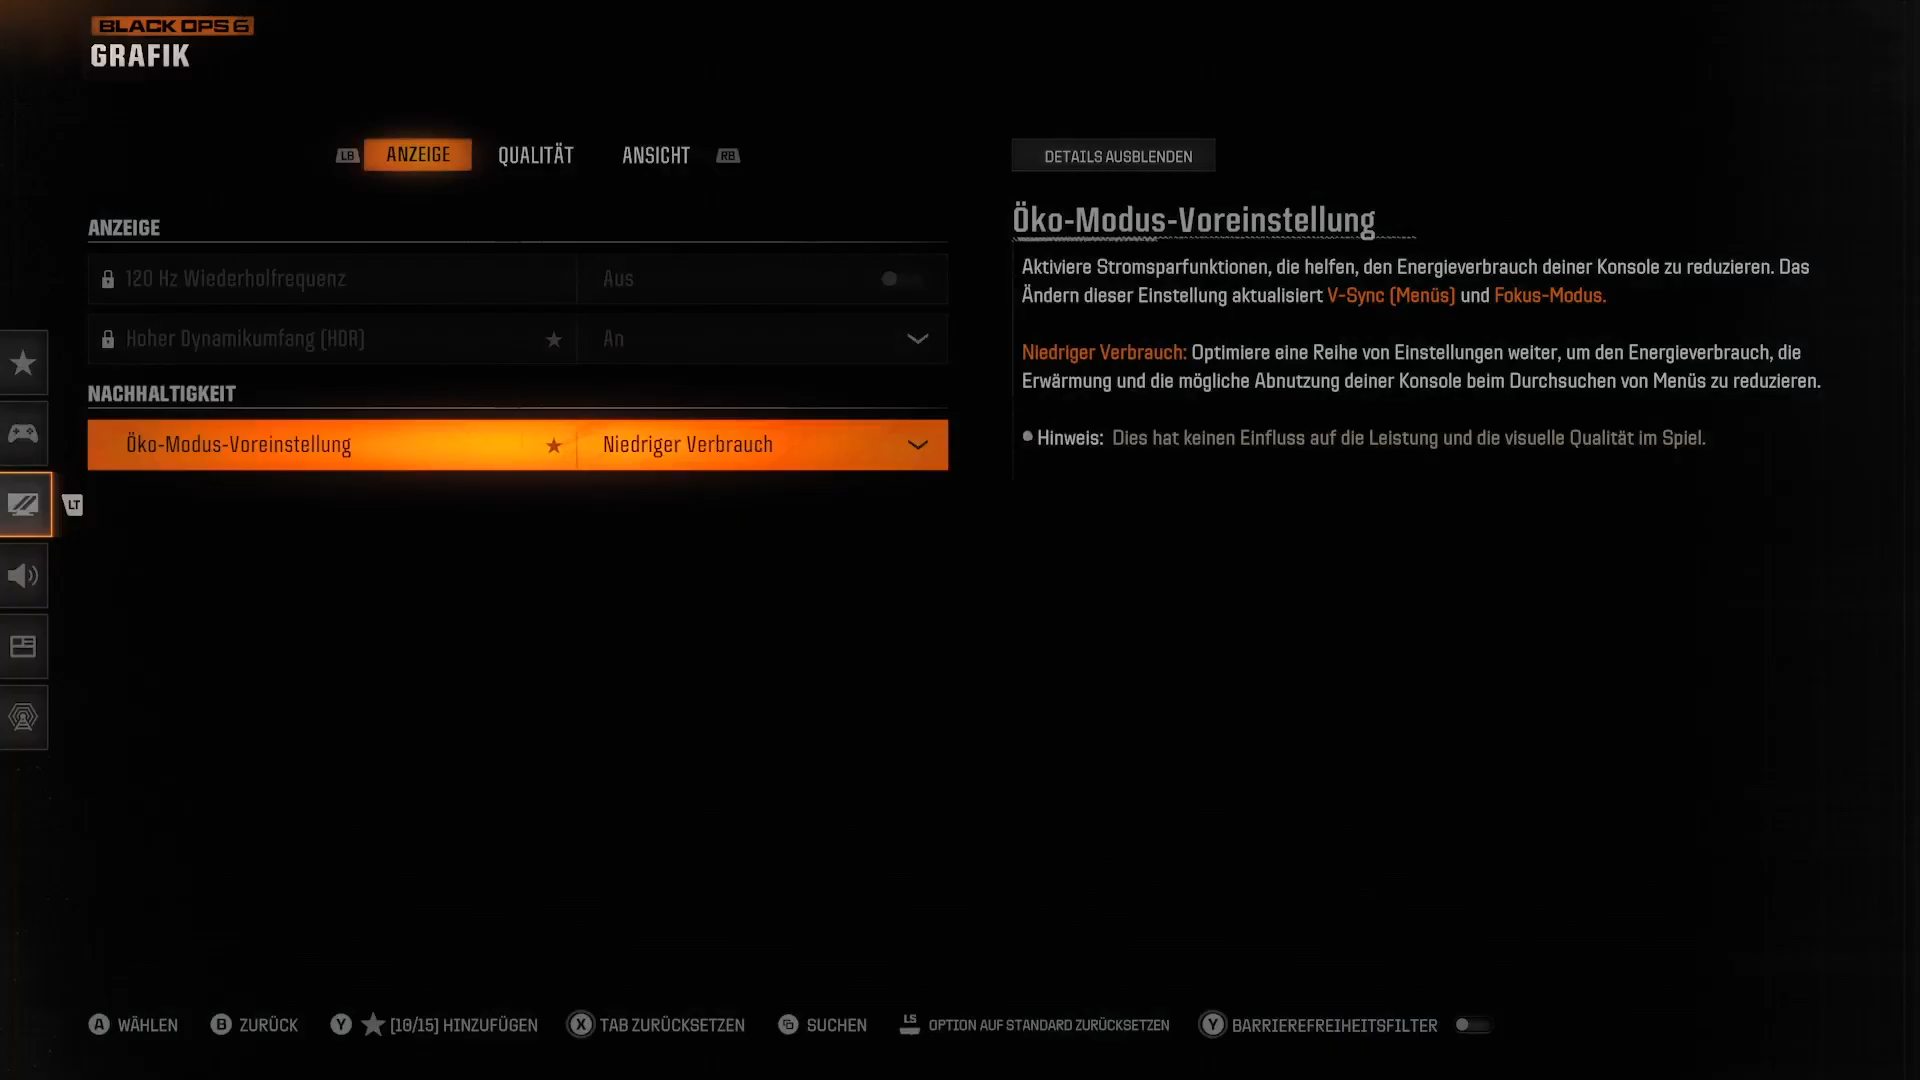 BLACK OPS 6
GRAFIK
LB ANZEIGE QUALITÄT ANSICHT RB
ANZEIGE
120 Hz Wiederholfrequenz Aus
Hoher Dynamikumfang (HDR) An
NACHHALTIGKEIT
Öko-Modus-Voreinstellung Niedriger Verbrauch
LT
DETAILS AUSBLENDEN
Öko-Modus-Voreinstellung
Aktiviere Stromsparfunktionen, die helfen, den Energieverbrauch deiner Konsole zu reduzieren. Das
Ändern dieser Einstellung aktualisiert V-Sync (Menüs) und Fokus-Modus.
Niedriger Verbrauch: Optimiere eine Reihe von Einstellungen weiter, um den Energieverbrauch, die
Erwärmung und die mögliche Abnutzung deiner Konsole beim Durchsuchen von Menüs zu reduzieren.
Hinweis: Dies hat keinen Einfluss auf die Leistung und die visuelle Qualität im Spiel.
A WÄHLEN B ZURÜCK Y [10/15] HINZUFÜGEN X TAB ZURÜCKSETZEN SUCHEN LS OPTION AUF STANDARD ZURÜCKSETZEN Y BARRIEREFREIHEITSFILTER